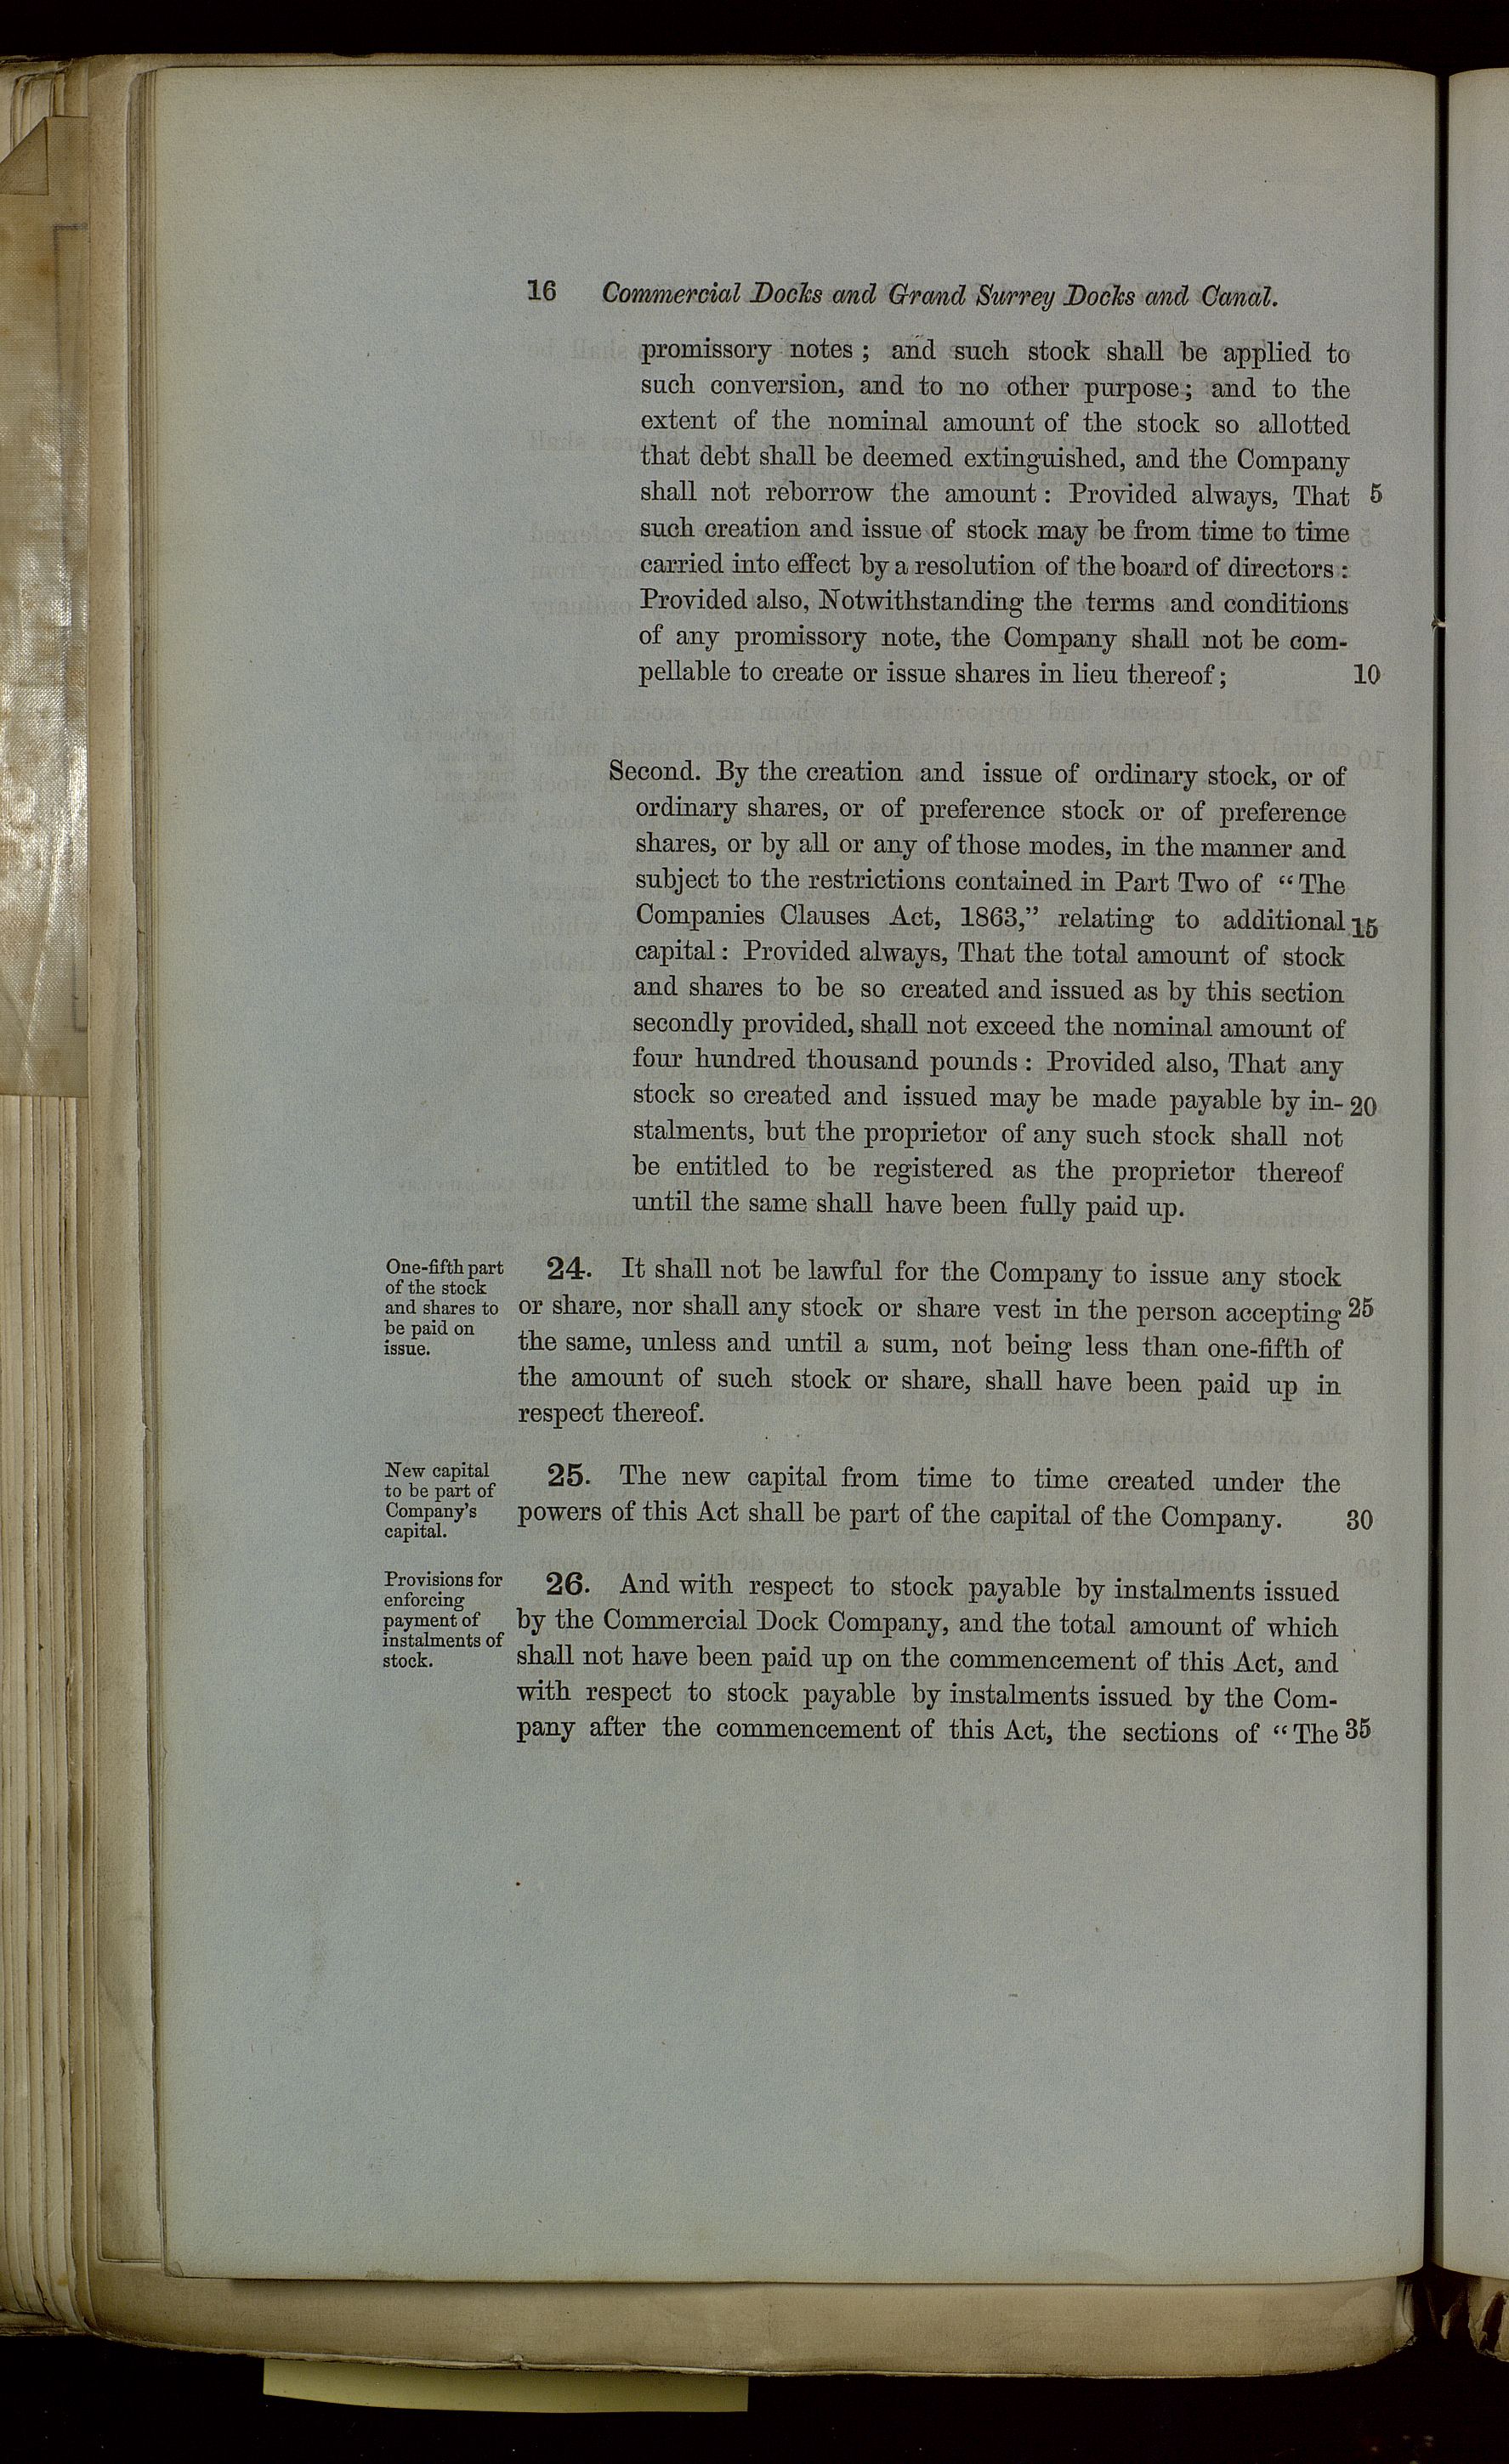 16 Commercial Docks and Grand Surrey Docks and Canal.
promissory notes ; and such stock shall be applied to
such conversion, and to no other purpose; and to the
extent of the nominal amount of the stock so allotted
that debt shall be deemed extinguished, and the Company
shall not reborrow the amount : Provided always, That 5
such creation and issue of stock may be from time to time
carried into effect by a resolution of the board of directors :
Provided also, Notwithstanding the terms and conditions
of any promissory note, the Company shall not be com-
pellable to create or issue shares in lieu thereof ; 10
Second. By the creation and issue of ordinary stock, or of
ordinary shares, or of preference stock or of preference
shares, or by all or any of those modes, in the manner and
subject to the restrictions contained in Part Two of “The
Companies Clauses Act, 1863,” relating to additional 15
capital : Provided always, That the total amount of stock
and shares to be so created and issued as by this section
secondly provided, shall not exceed the nominal amount of
four hundred thousand pounds : Provided also, That any
stock so created and issued may be made payable by in- 20
stalments, but the proprietor of any such stock shall not
be entitled to be registered as the proprietor thereof
until the same shall have been fully paid up.
One-fifth part
of the stock
and shares to
be paid on
issue.
24. It shall not be lawful for the Company to issue any stock
or share, nor shall any stock or share vest in the person accepting 25
the same, unless and until a sum, not being less than one-fifth of
the amount of such stock or share, shall have been paid up in
respect thereof.
New capital
to be part of
Company's
capital.
25. The new capital from time to time created under the
powers of this Act shall be part of the capital of the Company. 30
Provisions for
enforcing
payment of
instalments of
stock.
26. And with respect to stock payable by instalments issued
by the Commercial Dock Company, and the total amount of which
shall not have been paid up on the commencement of this Act, and
with respect to stock payable by instalments issued by the Com-
pany after the commencement of this Act, the sections of “The 35